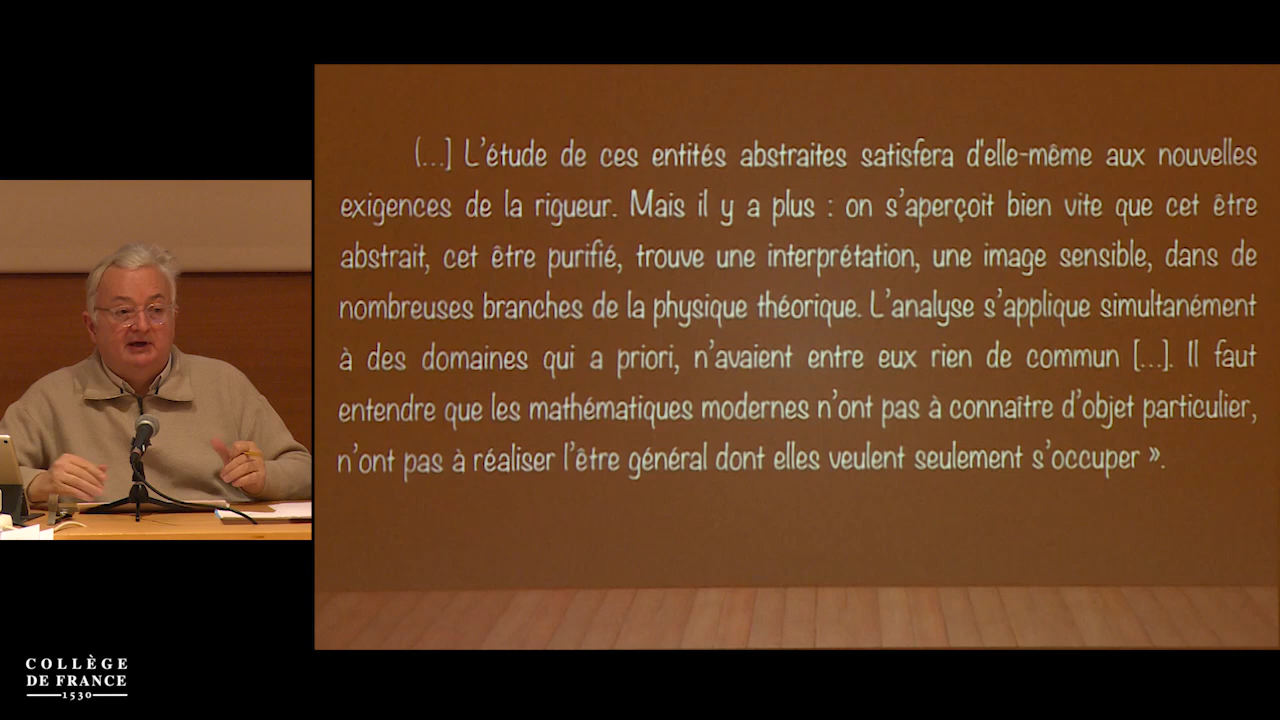 (...] L'étude de ces entités abstraites satisfera d'elle-même aux nouvelles
exigences de la rigueur. Mais il y a plus : on s'aperçoit bien vite que cet être
abstrait, cet être purifié, trouve une interprétation, une image sensible, dans de
nombreuses branches de la physique théorique. L'analyse s'applique simultanément
à des domaines qui a priori, n'avaient entre eux rien de commun [...]. Il faut
entendre que les mathématiques modernes n'ont pas à connaître d'objet particulier,
n'ont pas à réaliser l'être général dont elles veulent seulement s'occuper ».
COLLÈGE
DE FRANCE
1530